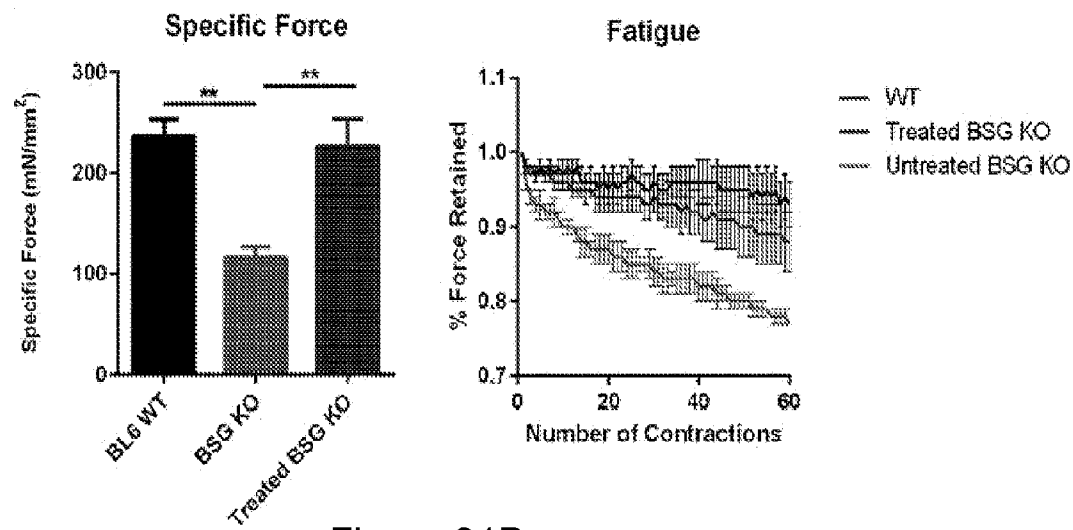 Specific Force
Specific Force (mN/mm²)
300
200
100
0
**
**
BL6 WT
BSG KO
Treated BSG KO
Fatigue
% Force Retained
1.1
1.0
0.9
0.8
0.7
0
20
40
60
Number of Contractions
WT
Treated BSG KO
Untreated BSG KO